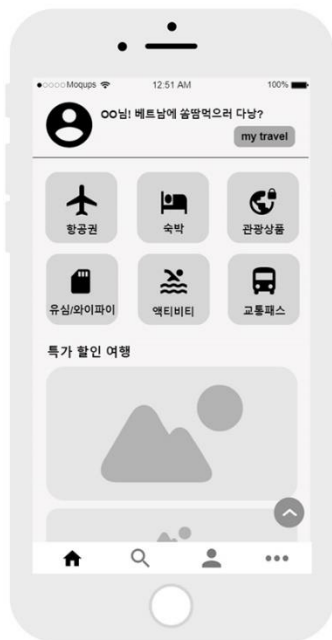 Moqups 12:51 AM 100%
OO님! 베트남에 쏨땀먹으러 다낭?
my travel
항공권 숙박 관광상품
유심/와이파이 액티비티 교통패스
특가 할인 여행